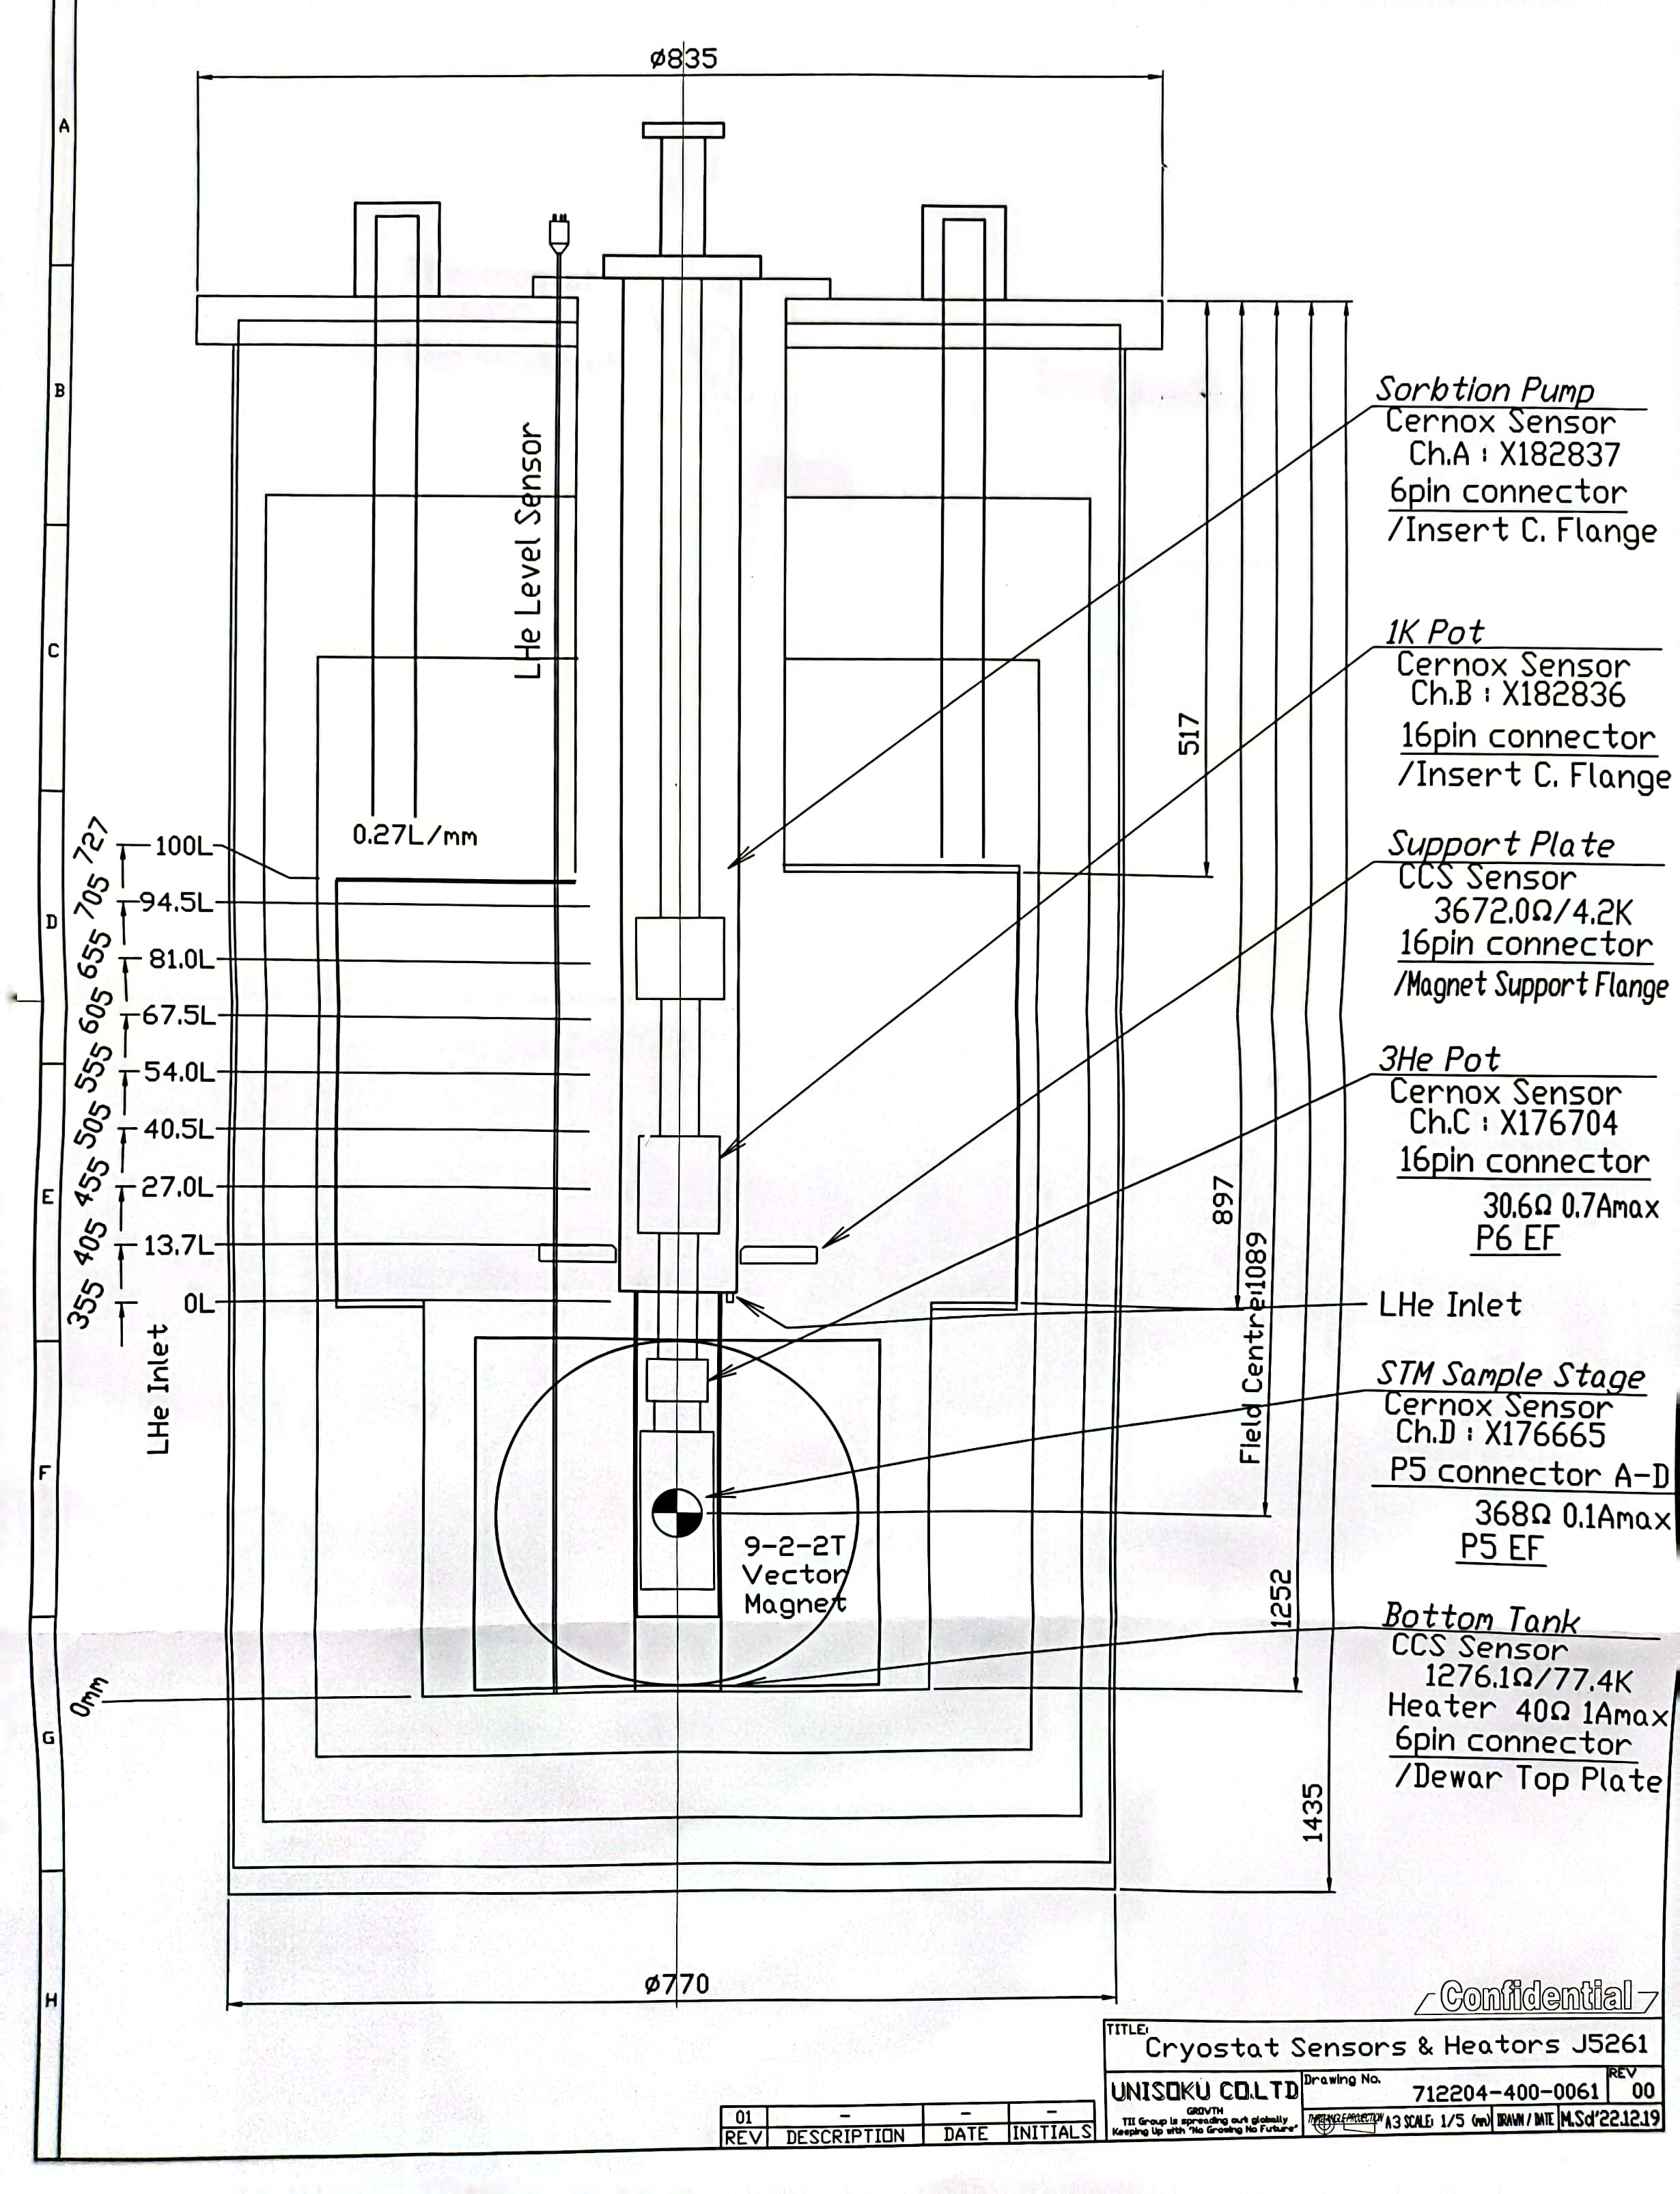 ø835
A
B
C
D
E
F
G
H
LHe Level Sensor
0.27L/mm
727
100L
705
94.5L
655
81.0L
605
67.5L
555
54.0L
505
40.5L
455
27.0L
405
13.7L
355
0L
LHe Inlet
0mm
517
897
Field Centre:1089
1252
1435
9-2-2T
Vector
Magnet
Sorbtion Pump
Cernox Sensor
Ch.A : X182837
6pin connector
/Insert C. Flange
1K Pot
Cernox Sensor
Ch.B : X182836
16pin connector
/Insert C. Flange
Support Plate
CCS Sensor
3672.0Ω/4.2K
16pin connector
/Magnet Support Flange
3He Pot
Cernox Sensor
Ch.C : X176704
16pin connector
30.6Ω 0.7Amax
P6 EF
LHe Inlet
STM Sample Stage
Cernox Sensor
Ch.D : X176665
P5 connector A-D
368Ω 0.1Amax
P5 EF
Bottom Tank
CCS Sensor
1276.1Ω/77.4K
Heater 40Ω 1Amax
6pin connector
/Dewar Top Plate
ø770
Confidential
TITLE:
Cryostat Sensors & Heators J5261
UNISOKU CO.LTD
GROWTH
TII Group is spreading out globally
Keeping Up with "No Growing No Future"
Drawing No.
712204-400-0061
REV
00
A3 SCALE: 1/5 (mm)
DRAWN / DATE
M.Sd'22.12.19
01 - - -
REV DESCRIPTION DATE INITIALS